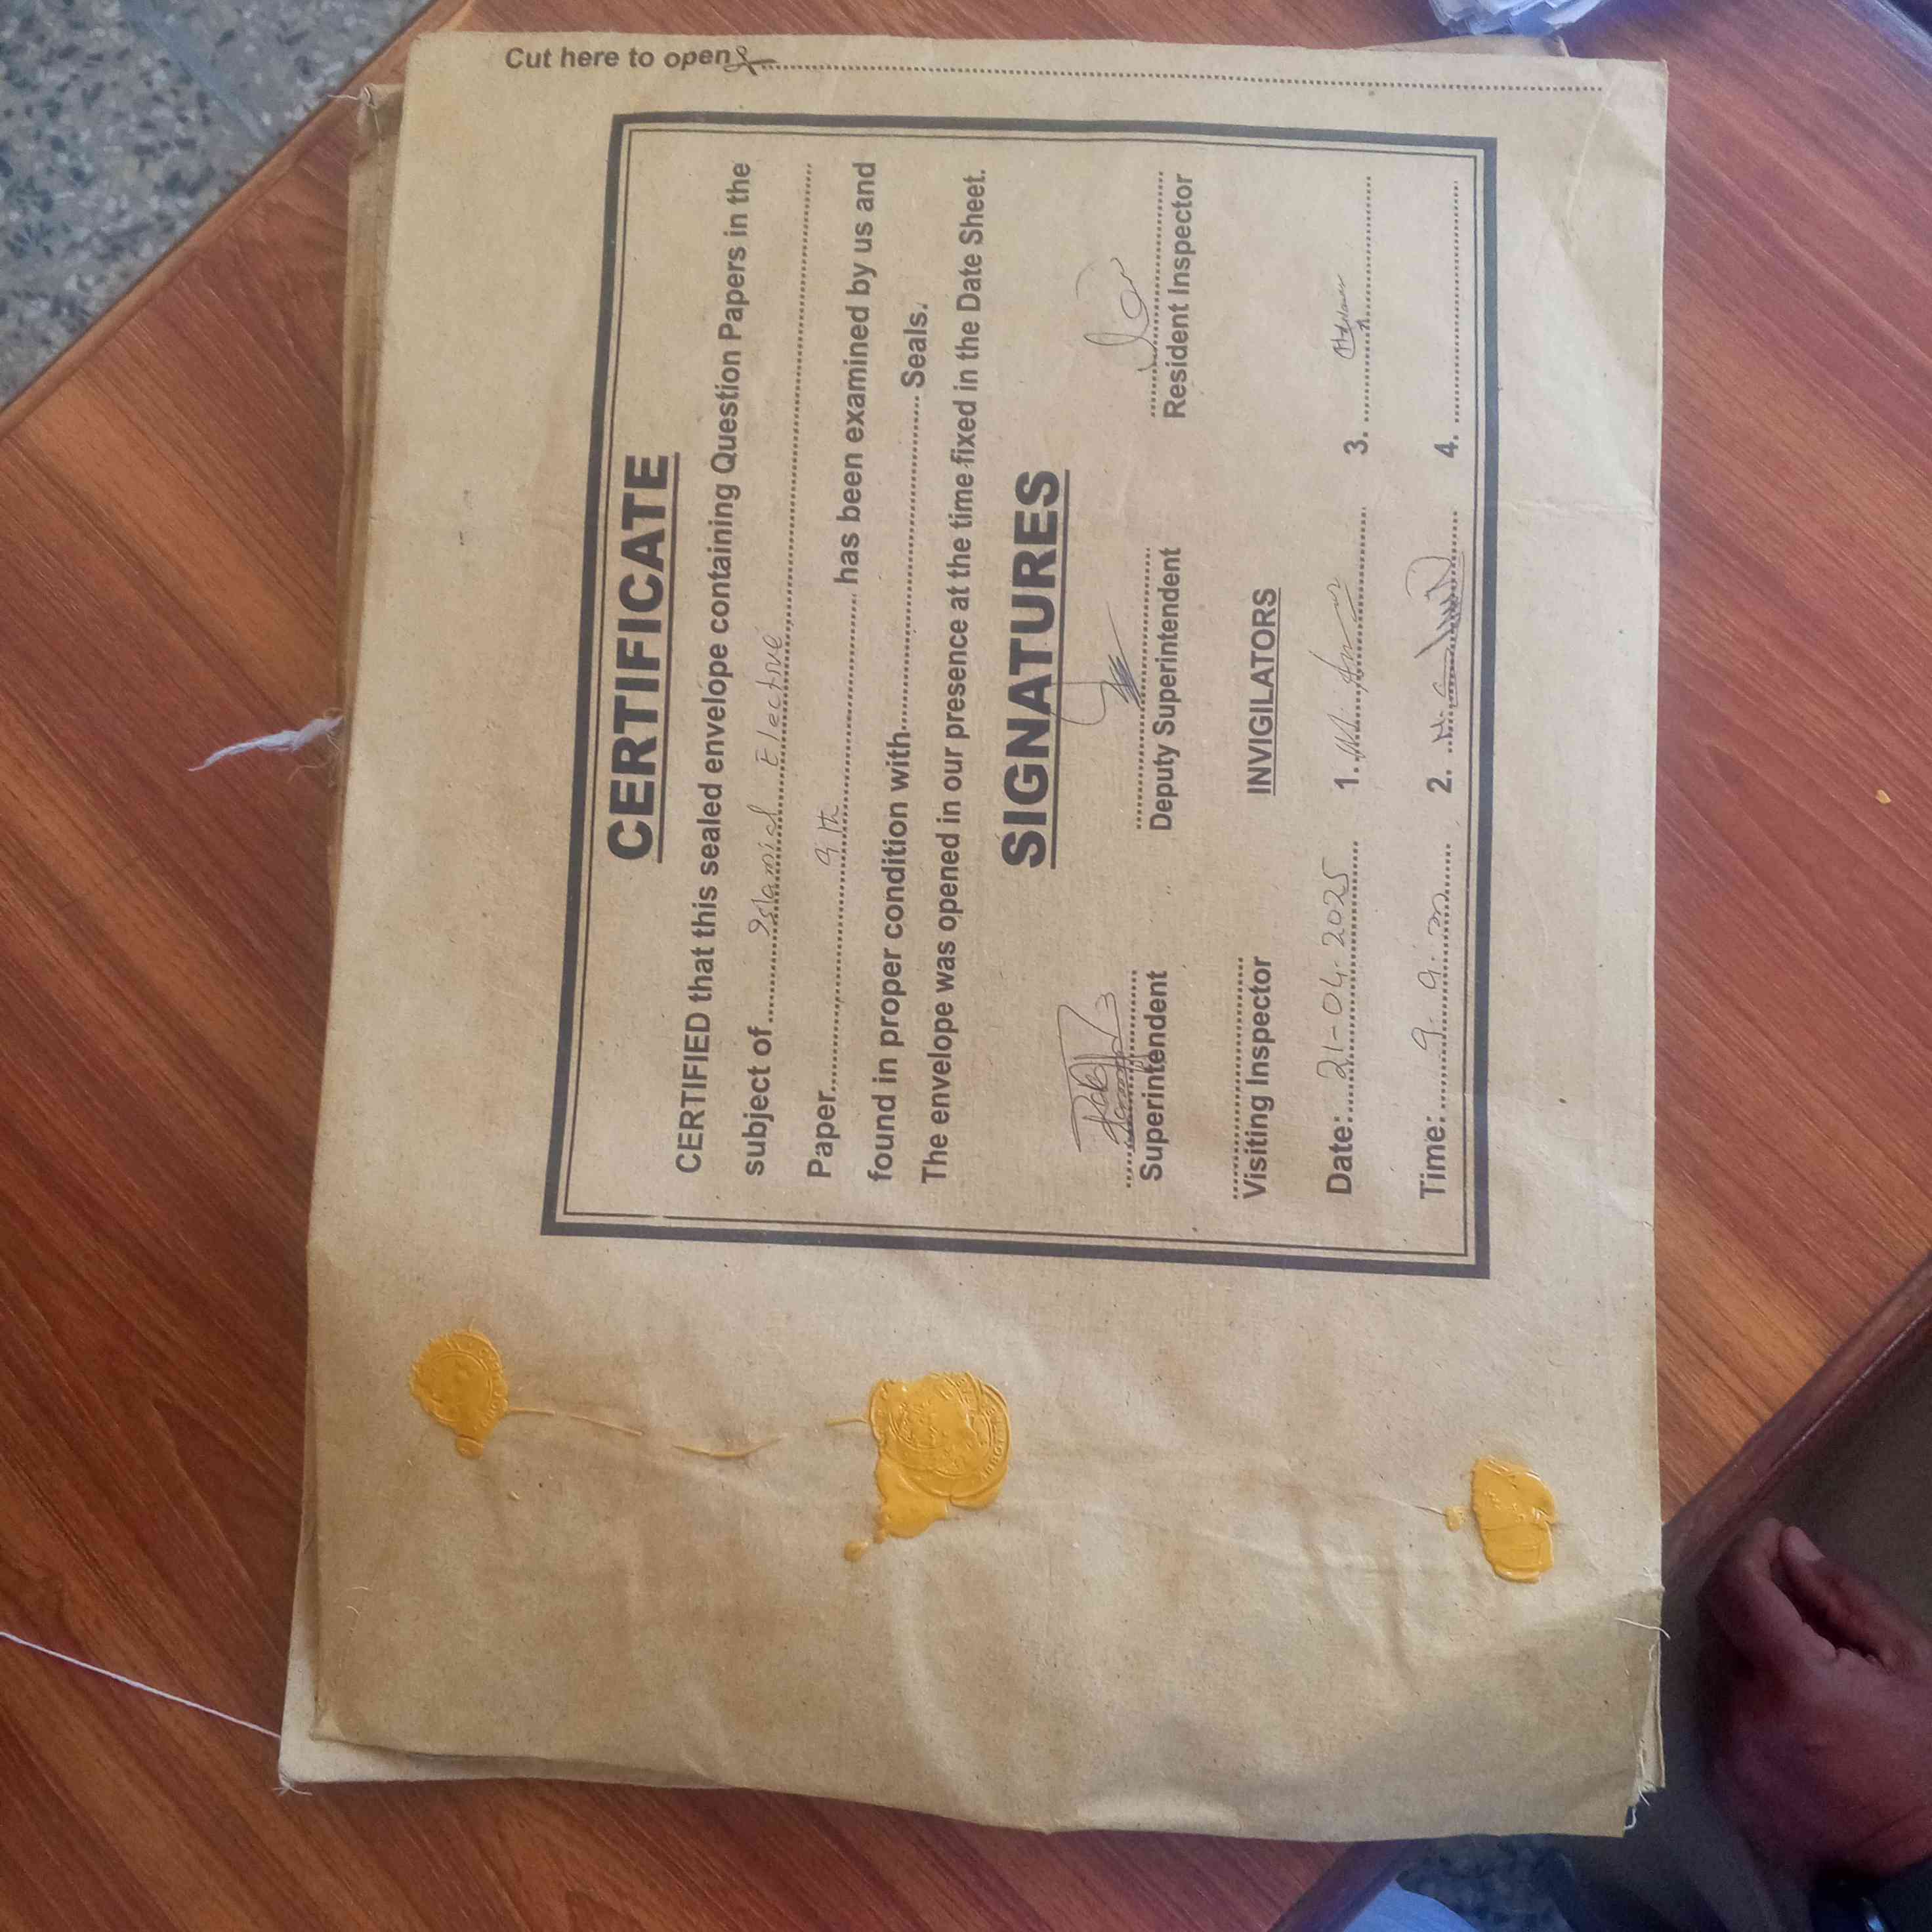 Cut here to open
CERTIFICATE
CERTIFIED that this sealed envelope containing Question Papers in the
subject of Islamial Elective
Paper 9th has been examined by us and
found in proper condition with Seals.
The envelope was opened in our presence at the time fixed in the Date Sheet.
SIGNATURES
Superintendent Deputy Superintendent Resident Inspector
Visiting Inspector INVIGILATORS
Date: 21-04-2025 1. 3.
Time: 9 a.m 2. 4.